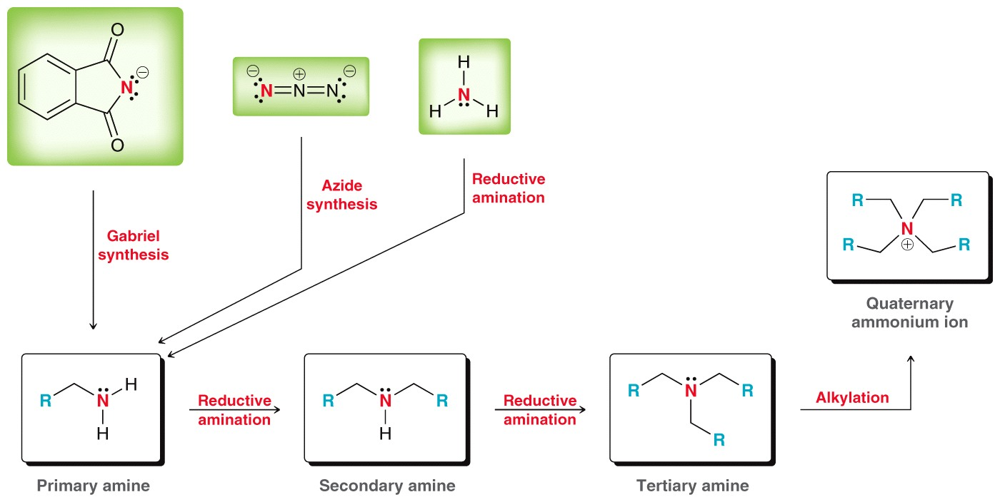 O
N
⊖
O
⊖ ⊕ ⊖
N=N=N
H
N
H H
Azide
synthesis
Reductive
amination
Gabriel
synthesis
R R
N
⊕
R R
Quaternary
ammonium ion
R N H
H
Primary amine
Reductive
amination
R N R
H
Secondary amine
Reductive
amination
R N R
R
Tertiary amine
Alkylation